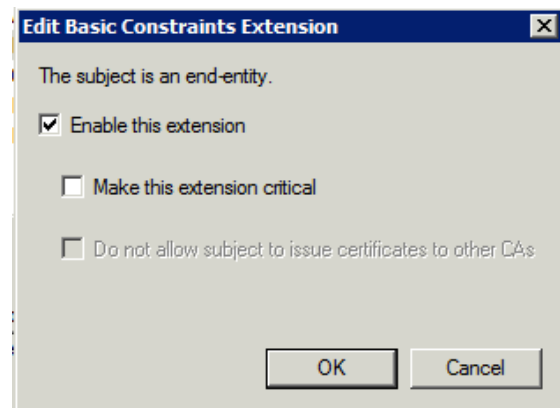 Edit Basic Constraints Extension
The subject is an end-entity.
Enable this extension
Make this extension critical
Do not allow subject to issue certificates to other CAs
OK Cancel